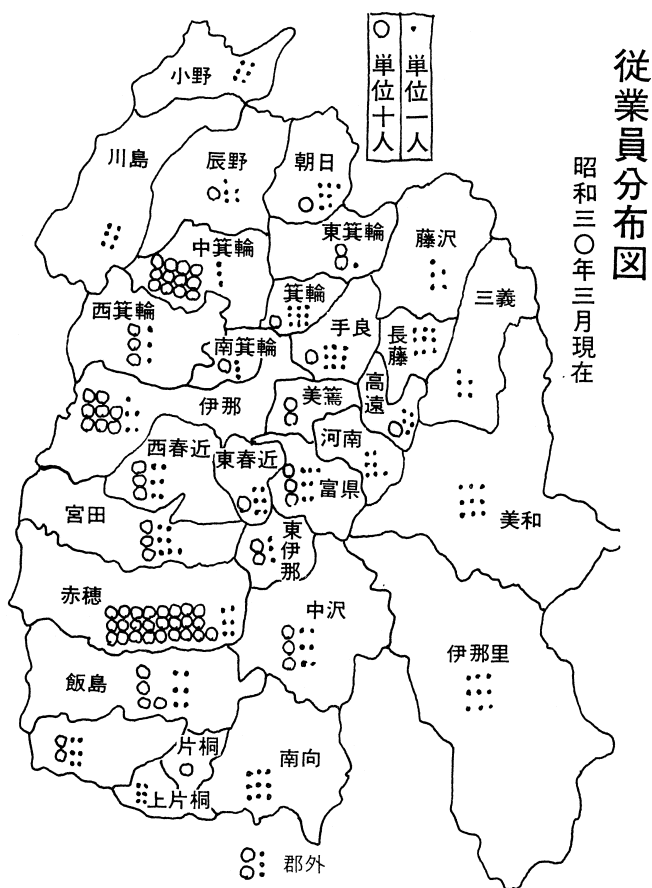 従業員分布図
昭和三〇年三月現在
・単位一人
○単位十人
小野
川島
辰野
朝日
中箕輪
東箕輪
藤沢
三義
西箕輪
箕輪
手良
長藤
南箕輪
高遠
伊那
美篶
河南
西春近
東春近
富県
美和
宮田
東伊那
赤穂
中沢
伊那里
飯島
片桐
南向
上片桐
郡外